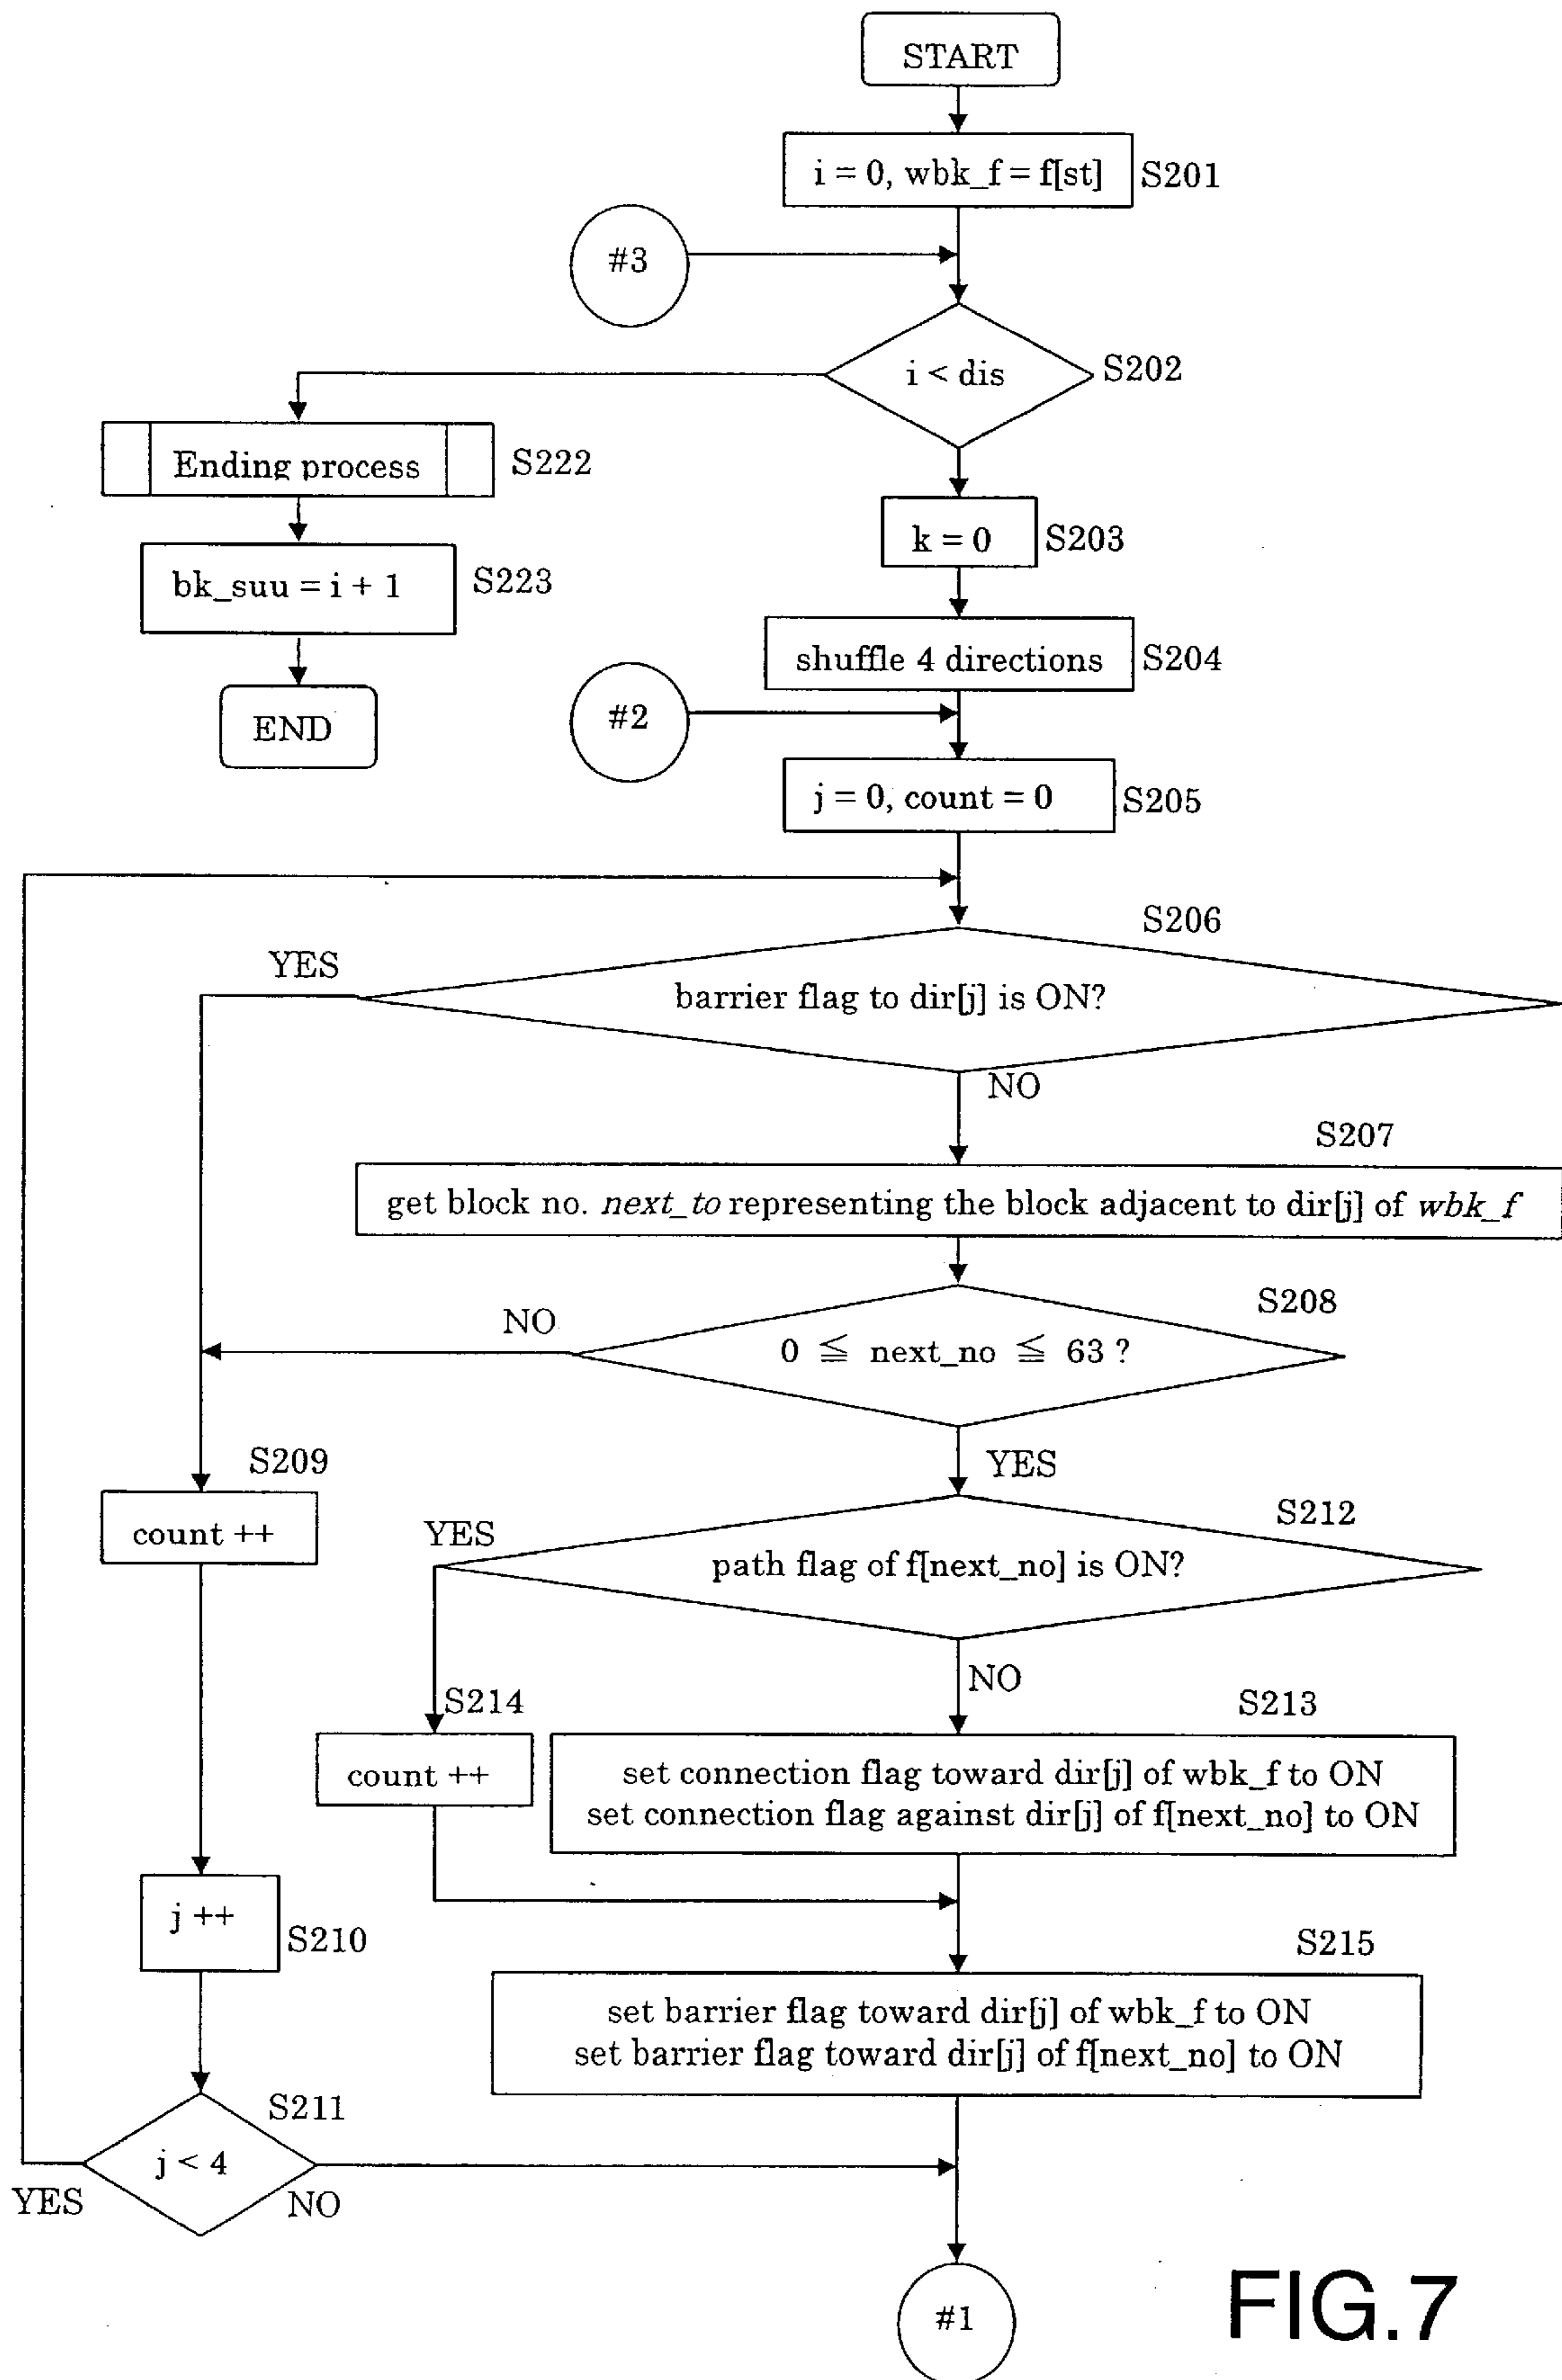 START
i = 0, wbk_f = f[st]
S201
#3
i < dis
S202
Ending process
S222
k = 0
S203
bk_suu = i + 1
S223
shuffle 4 directions
S204
#2
END
j = 0, count = 0
S205
S206
YES
barrier flag to dir[j] is ON?
NO
S207
get block no. next_to representing the block adjacent to dir[j] of wbk_f
S208
NO
0 ≦ next_no ≦ 63 ?
YES
S209
count ++
S212
YES
path flag of f[next_no] is ON?
NO
S214
count ++
S213
set connection flag toward dir[j] of wbk_f to ON
set connection flag against dir[j] of f[next_no] to ON
j ++
S210
S215
set barrier flag toward dir[j] of wbk_f to ON
set barrier flag toward dir[j] of f[next_no] to ON
S211
j < 4
YES
NO
#1
FIG.7